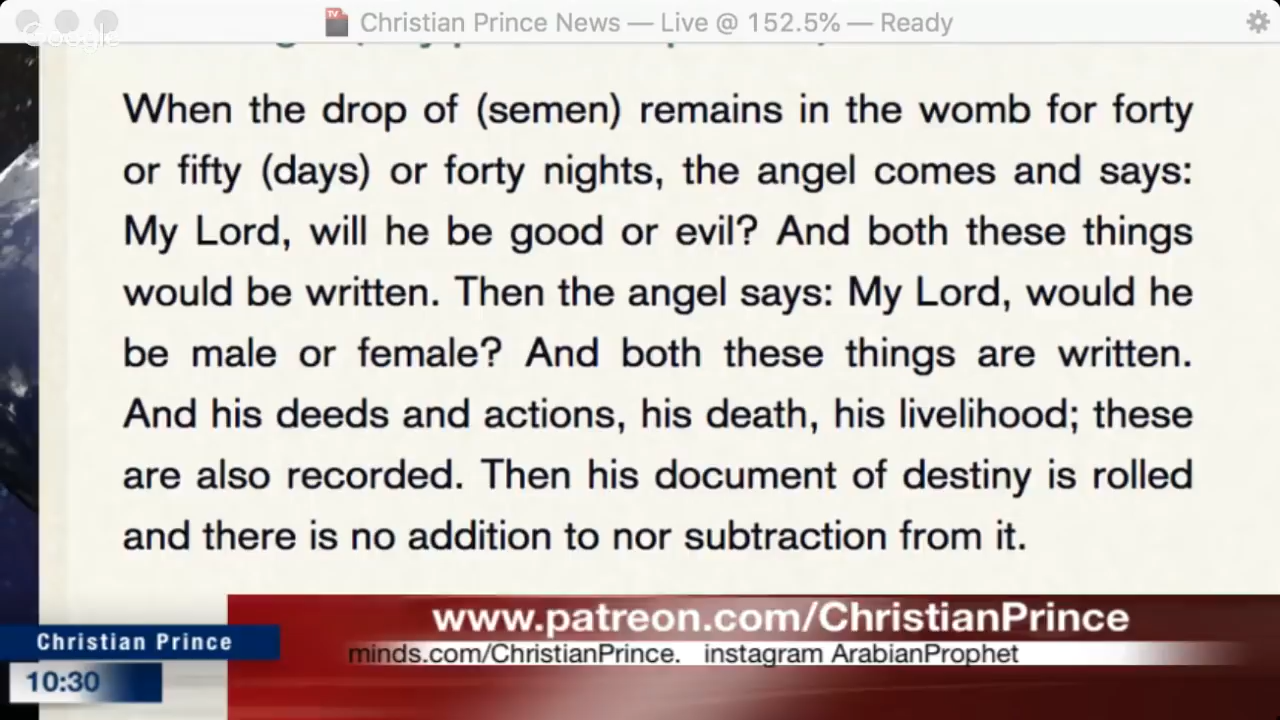 Christian Prince News — Live @ 152.5% — Ready
Google
When the drop of (semen) remains in the womb for forty
or fifty (days) or forty nights, the angel comes and says:
My Lord, will he be good or evil? And both these things
would be written. Then the angel says: My Lord, would he
be male or female? And both these things are written.
And his deeds and actions, his death, his livelihood; these
are also recorded. Then his document of destiny is rolled
and there is no addition to nor subtraction from it.
www.patreon.com/ChristianPrince
Christian Prince
minds.com/ChristianPrince. instagram ArabianProphet
10:30